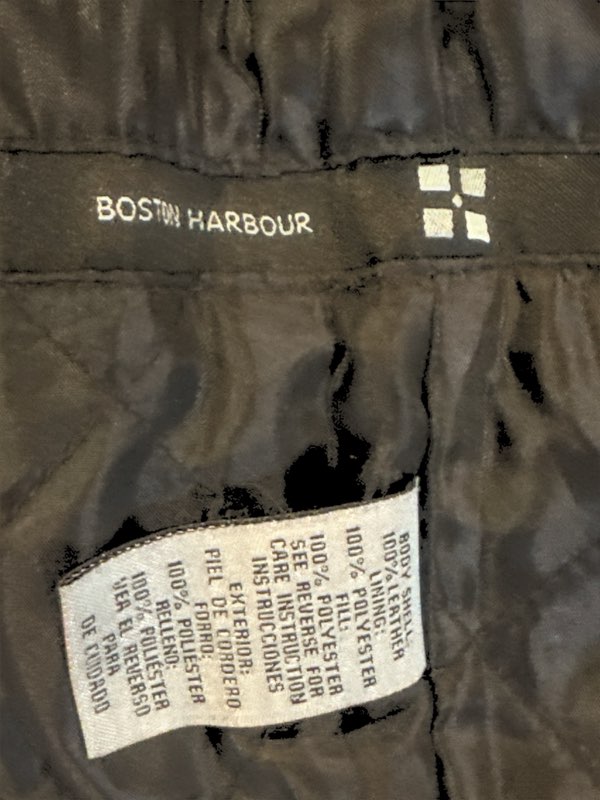 BOSTON HARBOUR
BODY SHELL
100% LEATHER
LINING:
100% POLYESTER
FILL:
100% POLYESTER
SEE REVERSE FOR
CARE INSTRUCTION
INSTRUCCIONES
EXTERIOR:
PIEL DE CORDERO
FORRO:
100% POLIESTER
RELLENO:
100% POLIÉSTER
VEA EL REVERSO
PARA
DE CUIDADO